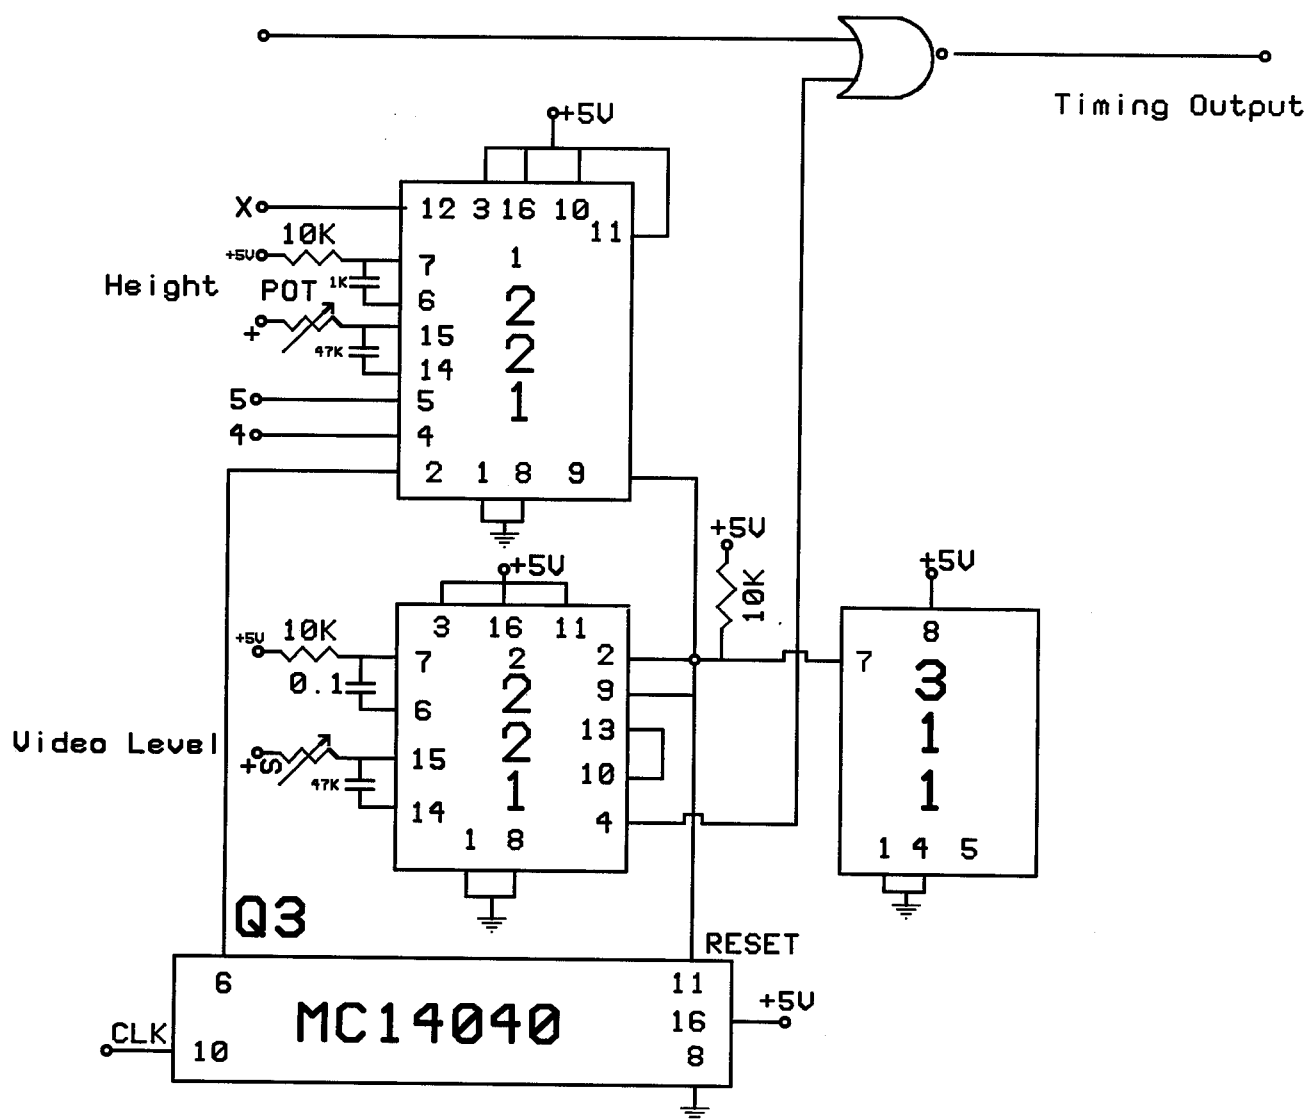 Timing Output
+5V
X
12 3 16 10
11
10K
+5V
7
1K
6
Height
POT
+
15
47K
14
5
5
4
4
2 1 8 9
1
2
2
1
+5V
+5V
3 16 11
10K
+5V
7
0.1
6
Video Level
+S
15
47K
14
1 8
2
2
2
1
2
9
13
10
4
+5V
10K
+5V
8
7
3
1
1
1 4 5
Q3
RESET
6
11
MC14040
16
+5V
CLK
10
8